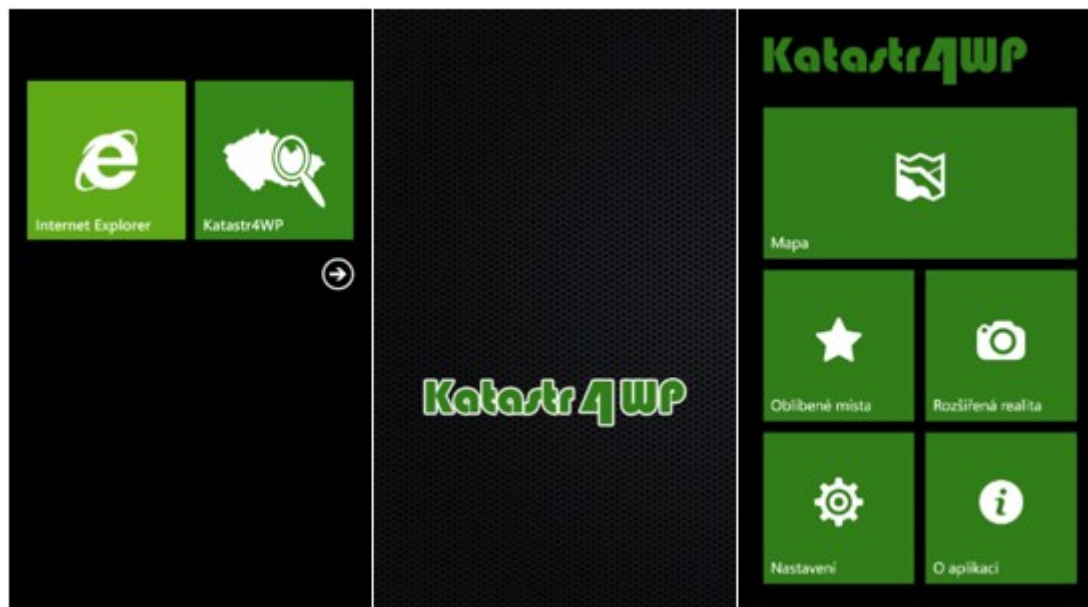 Internet Explorer
Katastr4WP
Katastr4WP
Katastr4WP
Mapa
Oblíbené místa
Rozšířená realita
Nastavení
O aplikaci